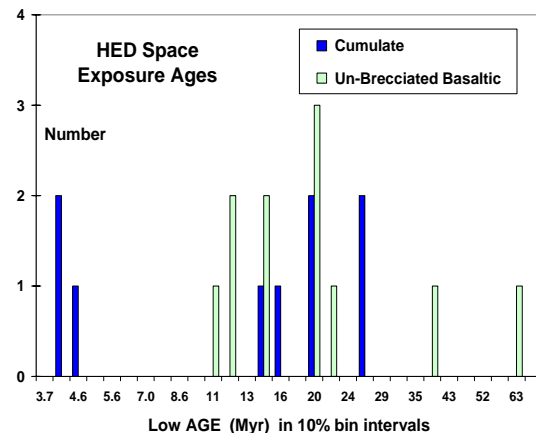 4
HED Space
Exposure Ages
Cumulate
Un-Brecciated Basaltic
3
Number
2
1
0
3.7 4.6 5.6 7.0 8.6 11 13 16 20 24 29 35 43 52 63
Low AGE (Myr) in 10% bin intervals